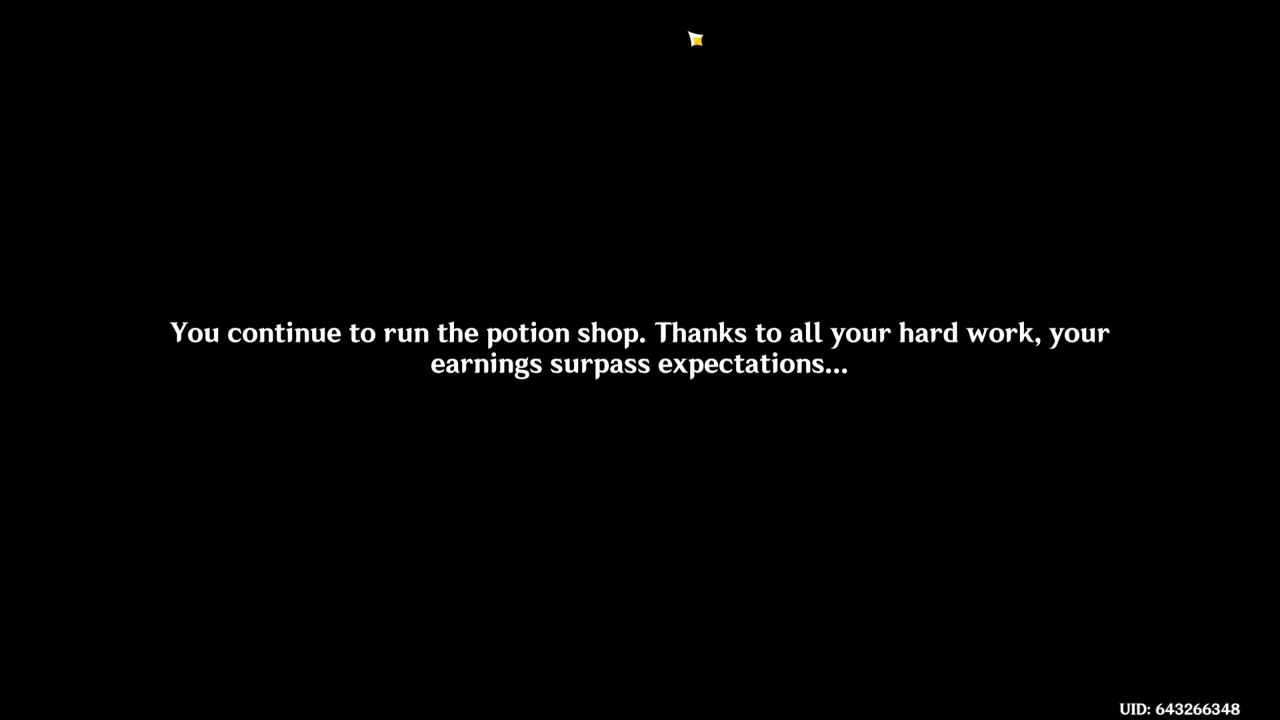 You continue to run the potion shop. Thanks to all your hard work, your
earnings surpass expectations...
UID: 643266348